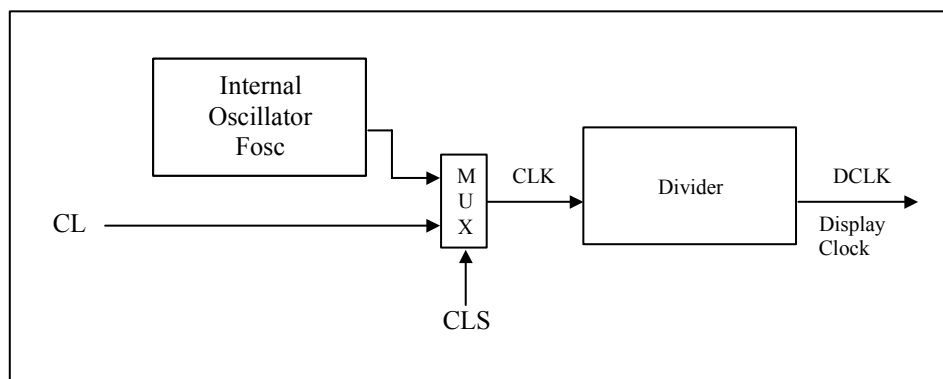 Internal
Oscillator
Fosc
M
U
X
CLK
Divider
DCLK
CL
Display
Clock
CLS